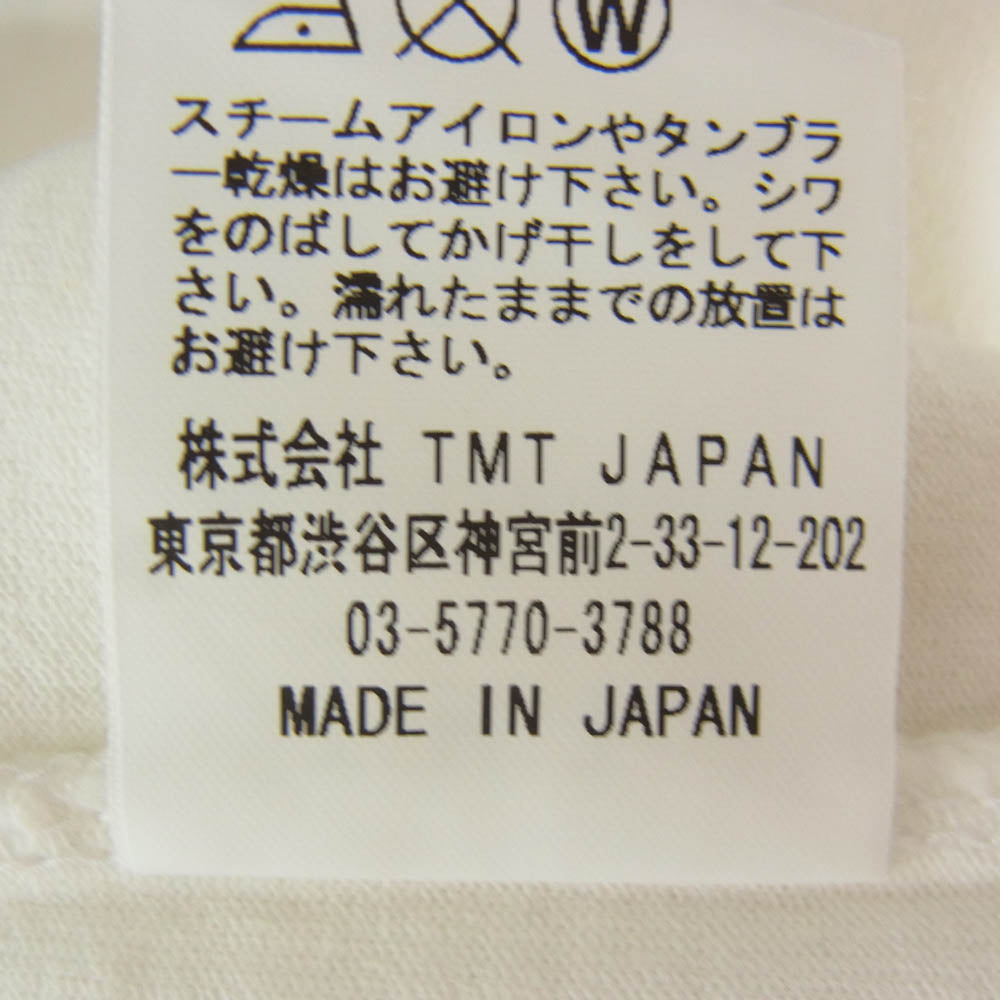 W
スチームアイロンやタンブラ
ー乾燥はお避け下さい。シワ
をのばしてかげ干しをして下
さい。濡れたままでの放置は
お避け下さい。
株式会社 TMT JAPAN
東京都渋谷区神宮前2-33-12-202
03-5770-3788
MADE IN JAPAN